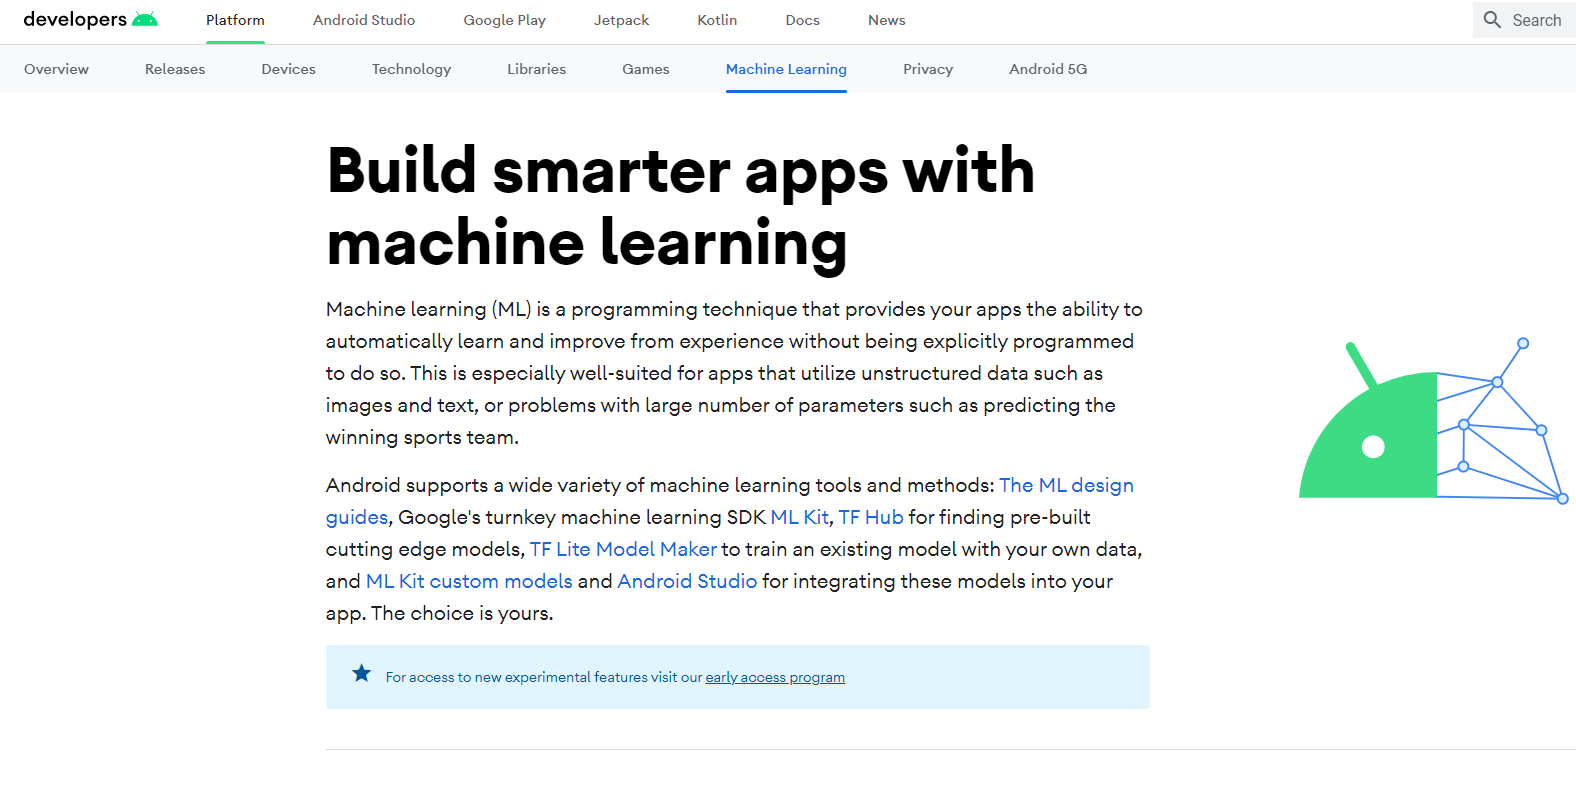 developers Platform Android Studio Google Play Jetpack Kotlin Docs News Search
Overview Releases Devices Technology Libraries Games Machine Learning Privacy Android 5G
Build smarter apps with
machine learning
Machine learning (ML) is a programming technique that provides your apps the ability to
automatically learn and improve from experience without being explicitly programmed
to do so. This is especially well-suited for apps that utilize unstructured data such as
images and text, or problems with large number of parameters such as predicting the
winning sports team.
Android supports a wide variety of machine learning tools and methods: The ML design
guides, Google's turnkey machine learning SDK ML Kit, TF Hub for finding pre-built
cutting edge models, TF Lite Model Maker to train an existing model with your own data,
and ML Kit custom models and Android Studio for integrating these models into your
app. The choice is yours.
For access to new experimental features visit our early access program